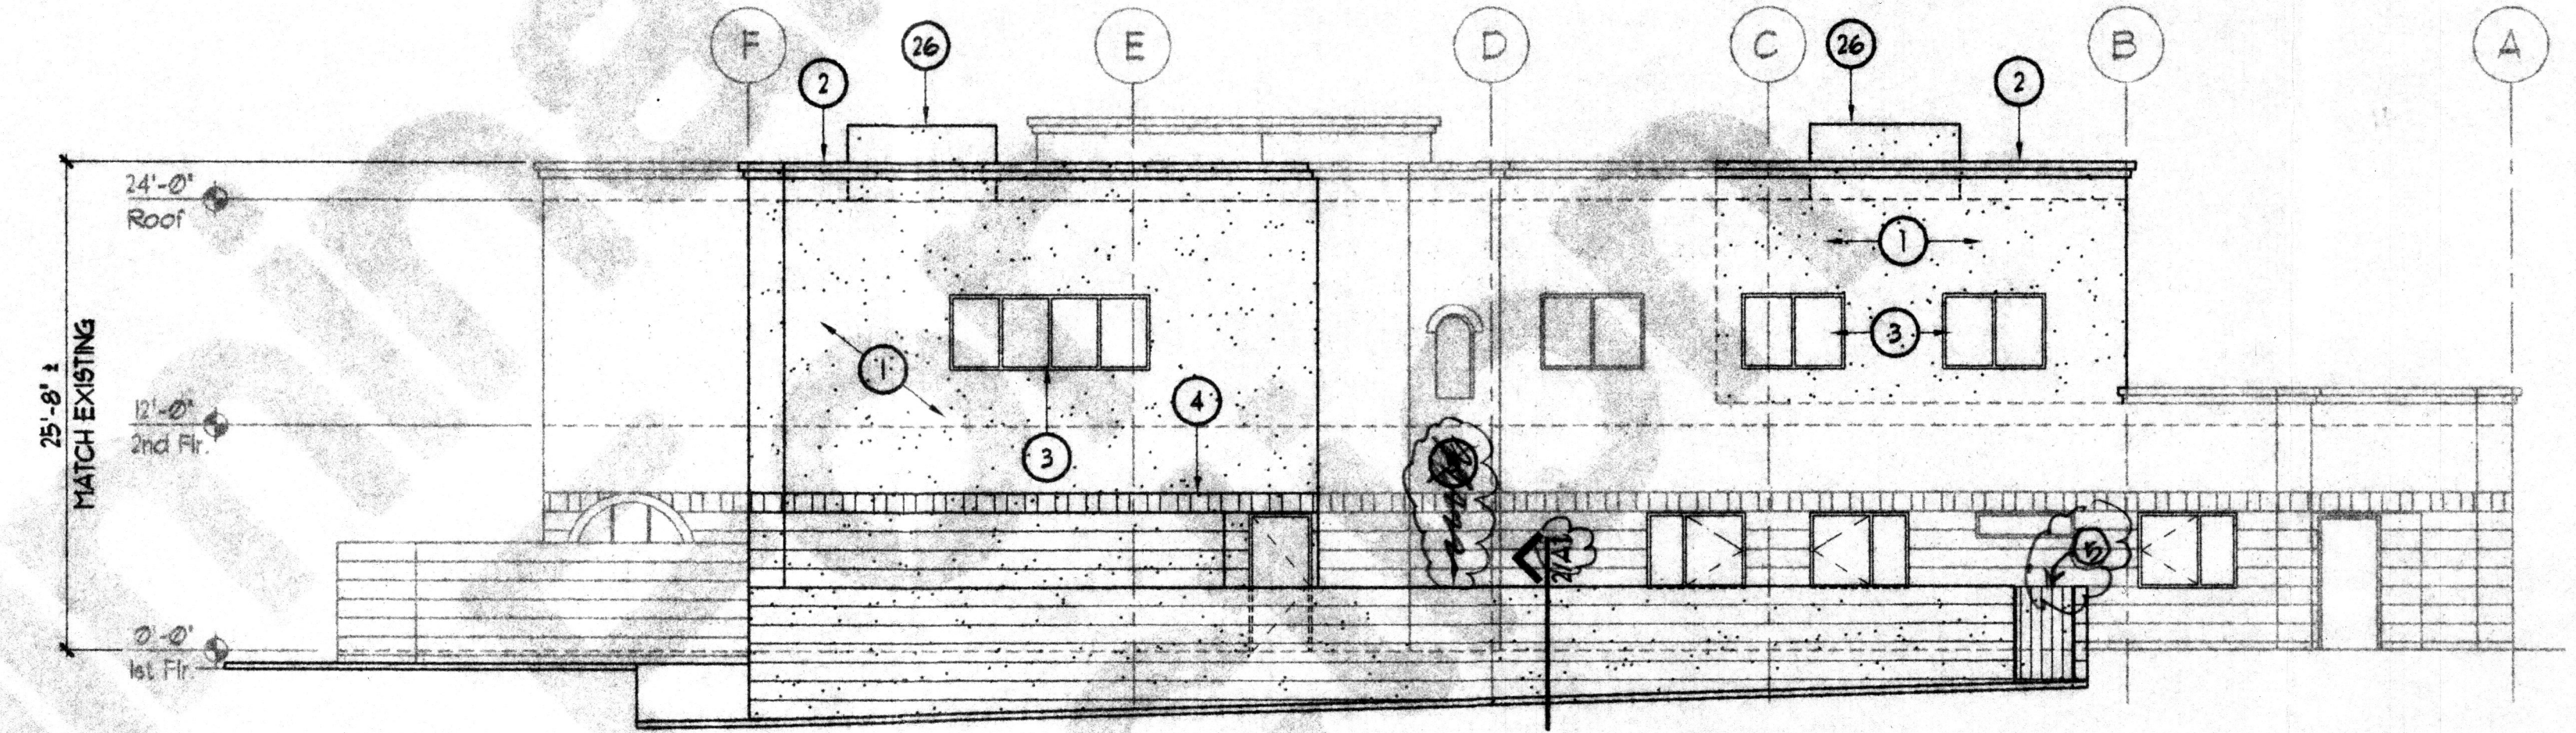 F
26
E
D
C
26
B
A
2
2
24'-0"
Roof
1
3
25'-8" ±
MATCH EXISTING
1
4
12'-0"
2nd Flr.
3
2/A1
5
0'-0"
1st Flr.